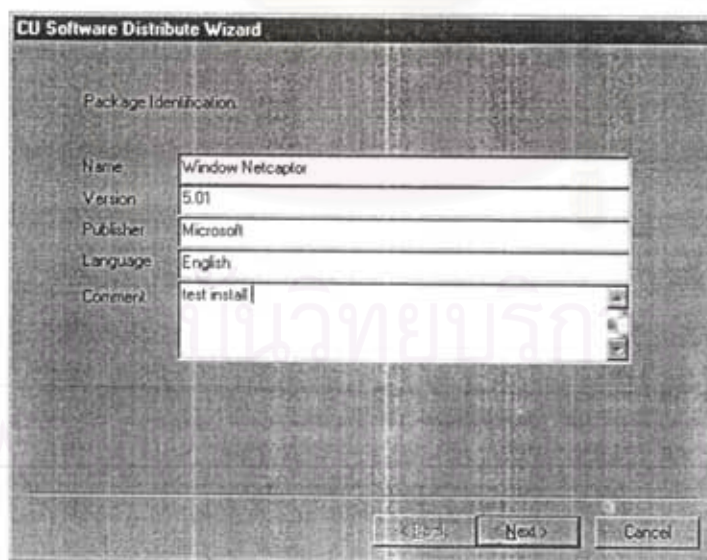 CU Software Distribute Wizard
Package Identification.
Name Window Netcaptor
Version 5.01
Publisher Microsoft
Language English
Comment test install
< Back Next > Cancel